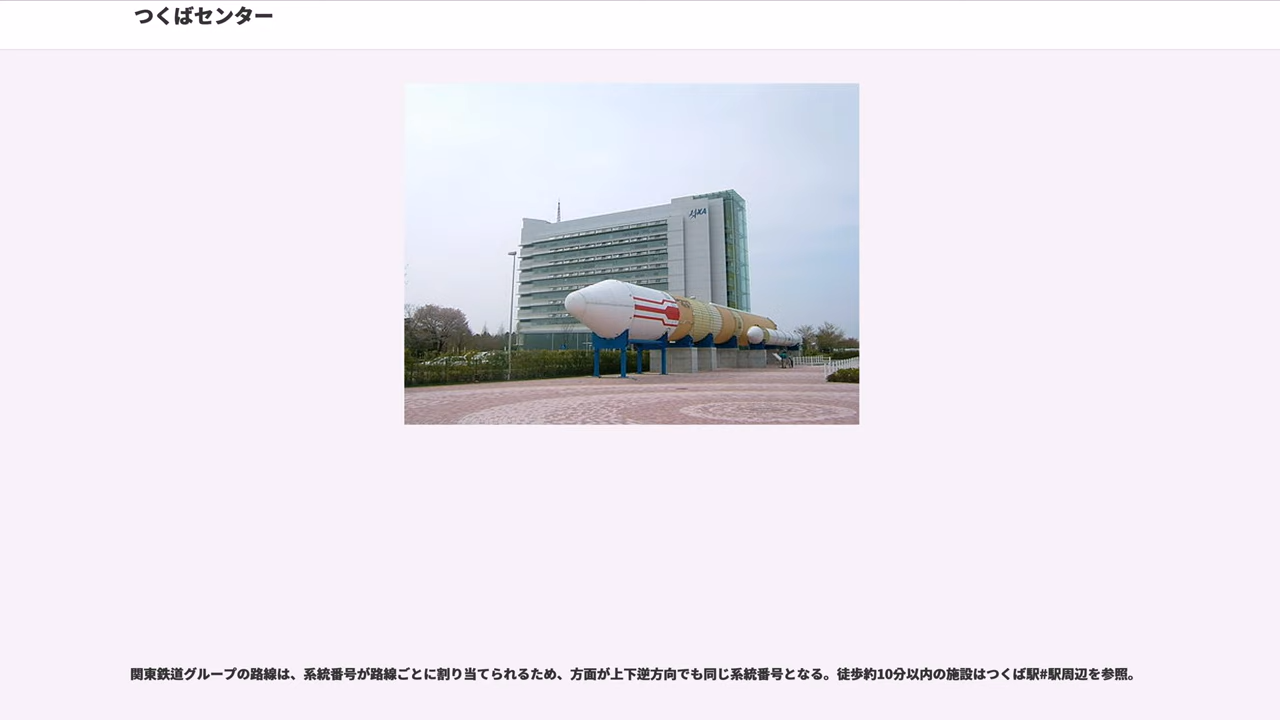 つくばセンター
JAXA
関東鉄道グループの路線は、系統番号が路線ごとに割り当てられるため、方面が上下逆方向でも同じ系統番号となる。徒歩約10分以内の施設はつくば駅#駅周辺を参照。